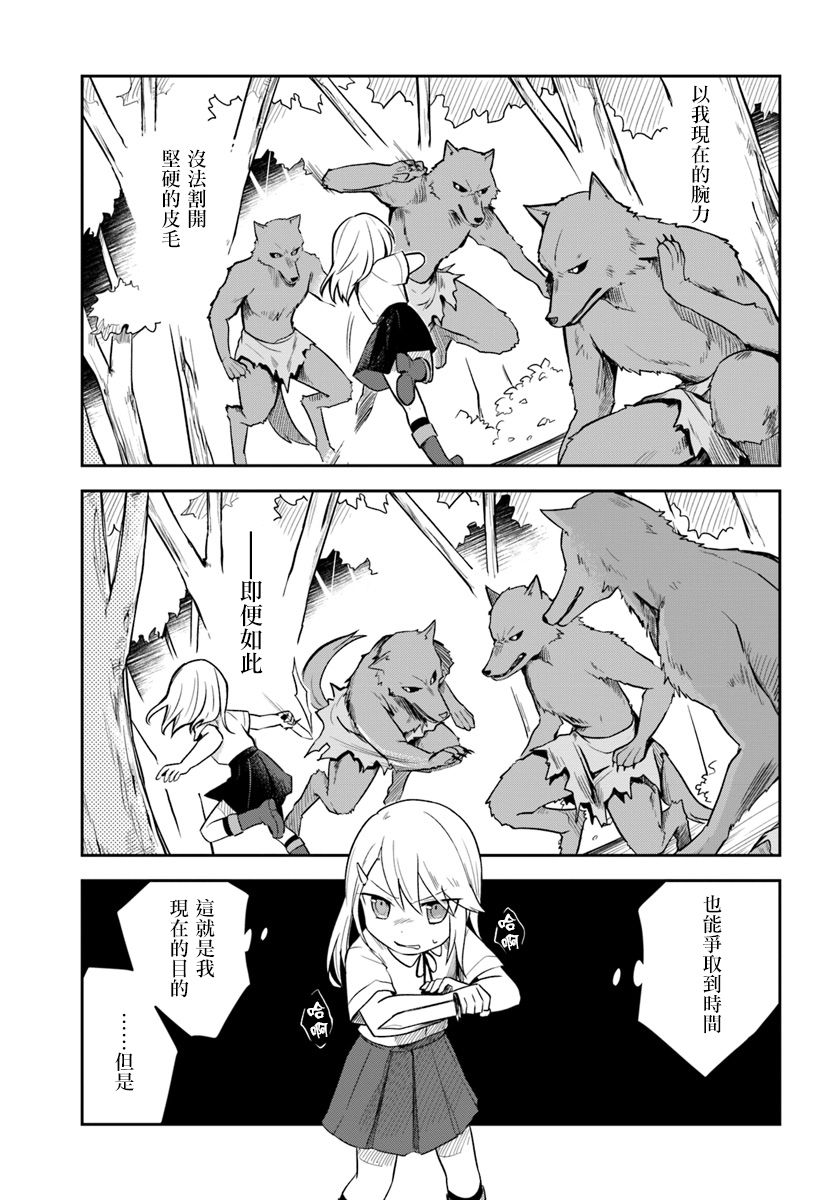 以我現在的腕力
沒法割開
堅硬的皮毛
——即便如此
也能爭取到時間
哈啊
哈啊
這就是我
現在的目的
……但是